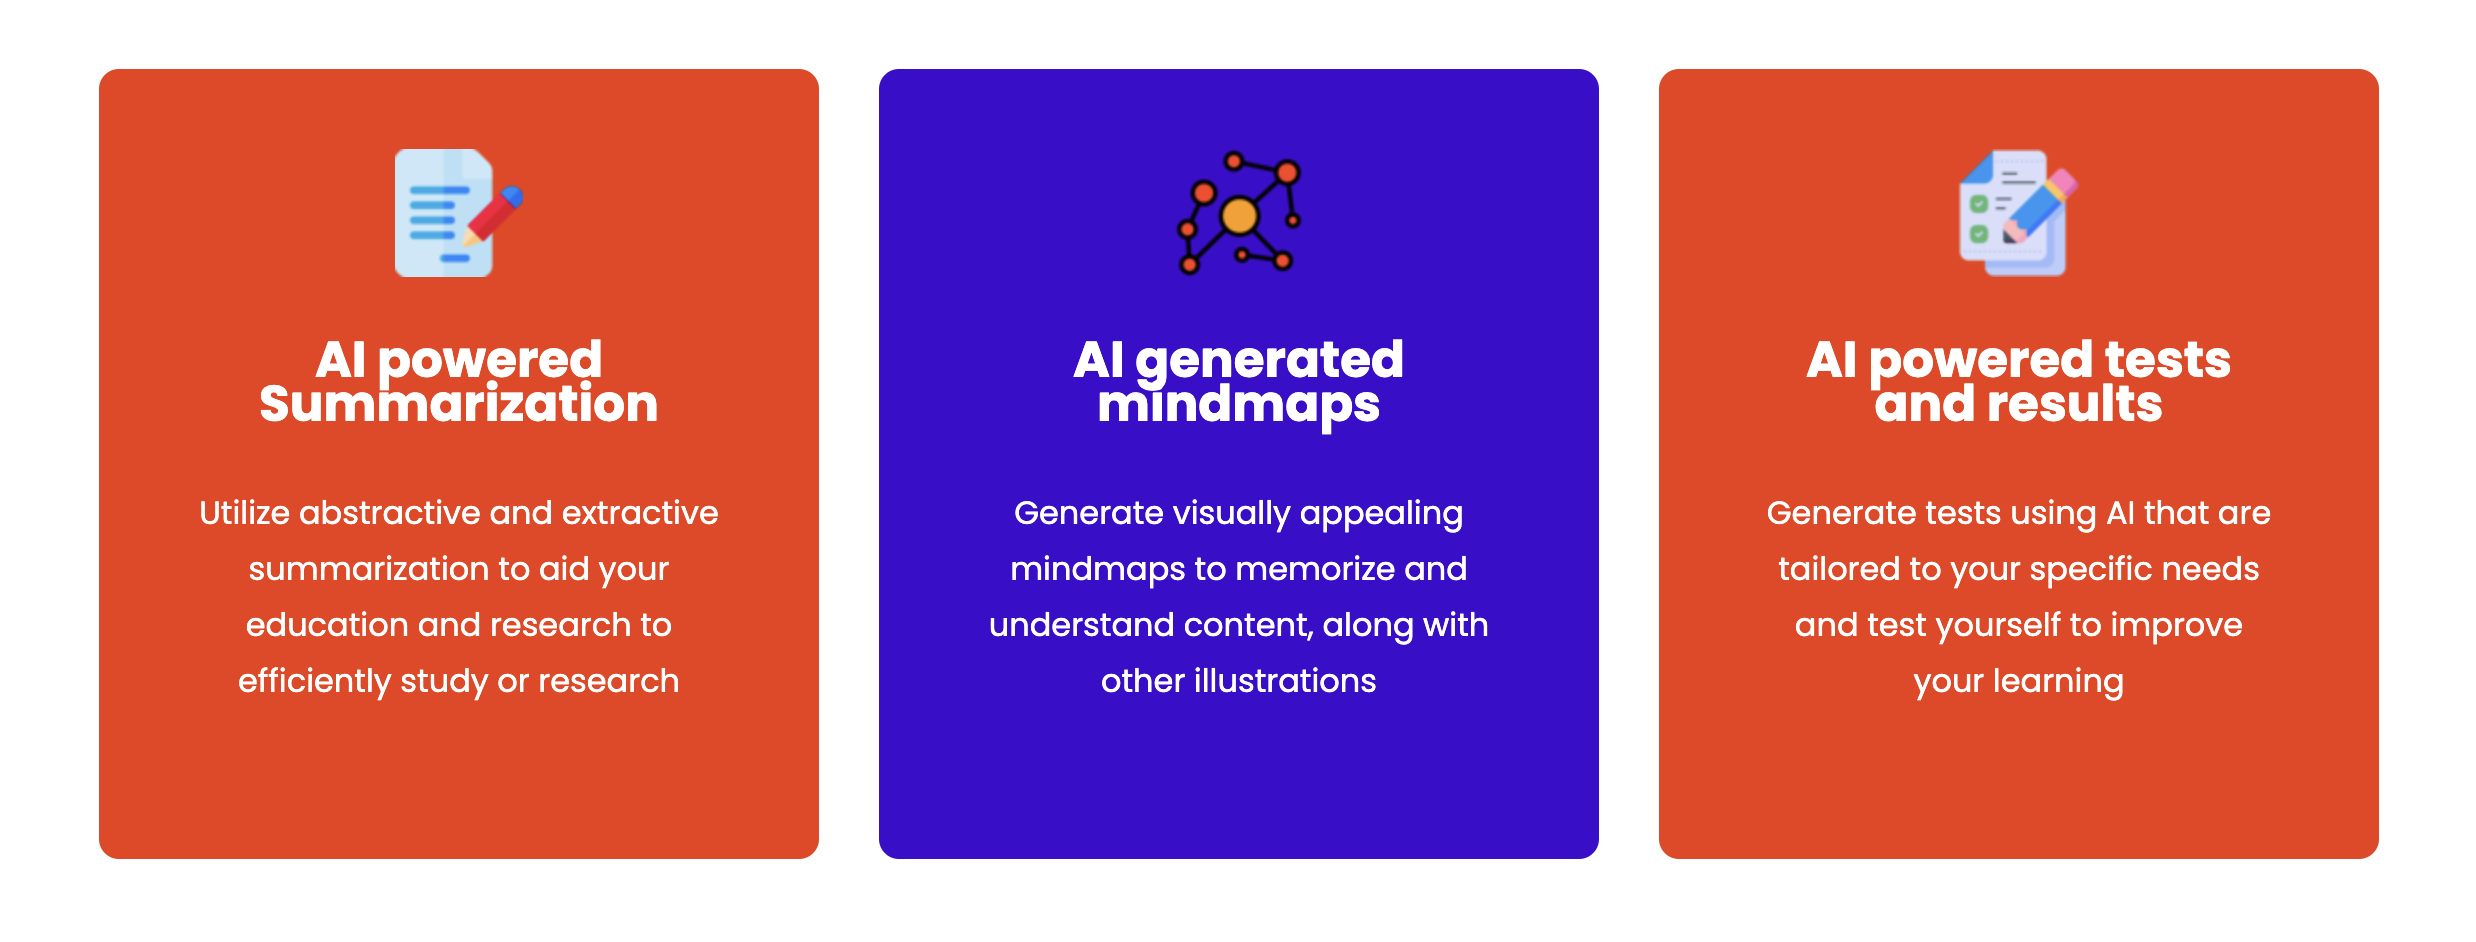 AI powered
Summarization
Utilize abstractive and extractive
summarization to aid your
education and research to
efficiently study or research
AI generated
mindmaps
Generate visually appealing
mindmaps to memorize and
understand content, along with
other illustrations
AI powered tests
and results
Generate tests using AI that are
tailored to your specific needs
and test yourself to improve
your learning